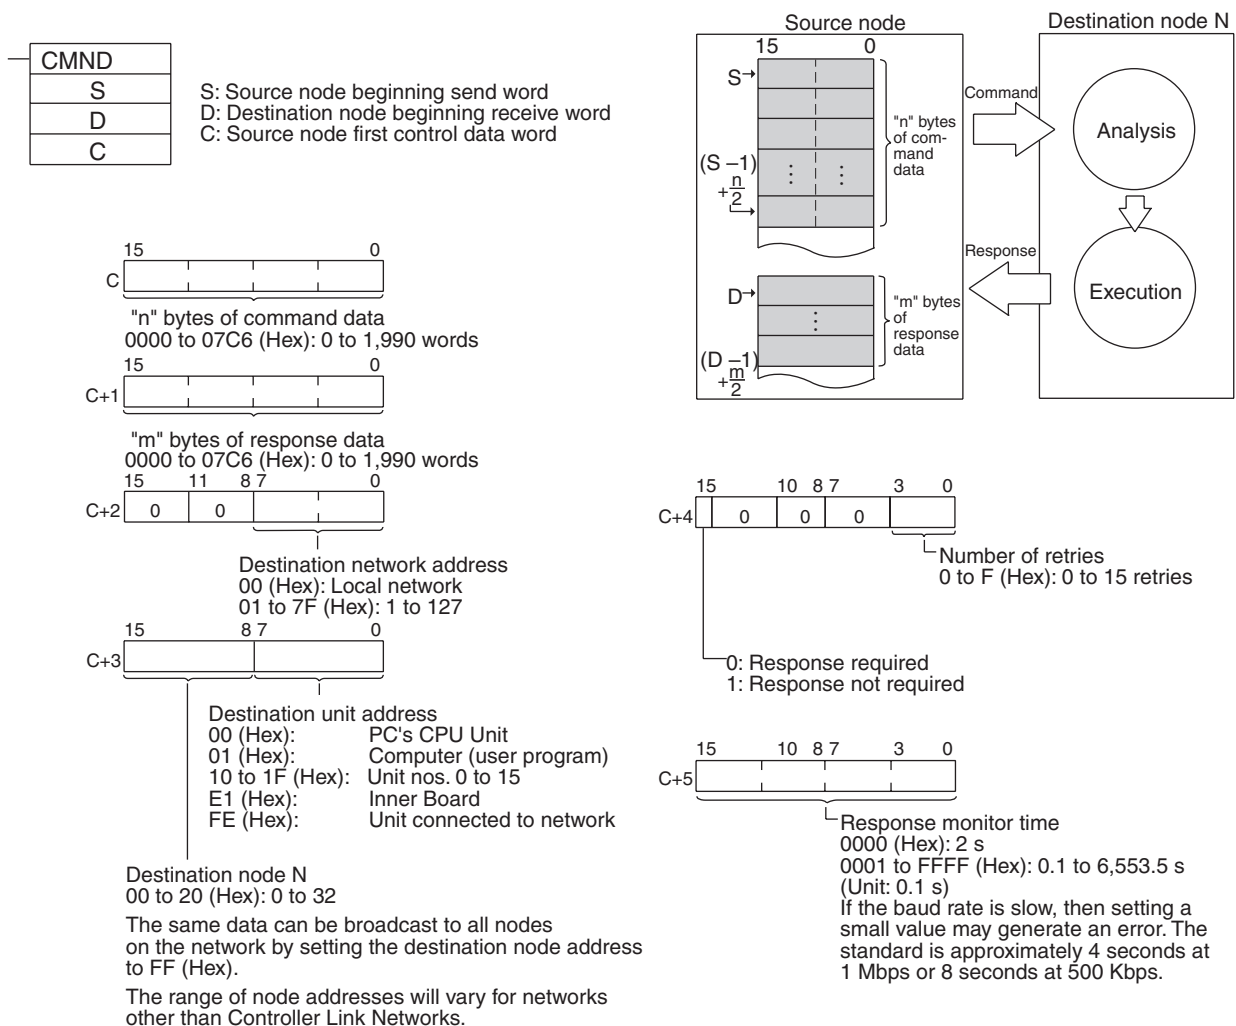 CMND
S
D
C
S: Source node beginning send word
D: Destination node beginning receive word
C: Source node first control data word
Source node
Destination node N
15 0
S
(S –1)
+n/2
"n" bytes
of com-
mand
data
Command
Analysis
Response
Execution
D
(D –1)
+m/2
"m" bytes
of
response
data
15 0
C
"n" bytes of command data
0000 to 07C6 (Hex): 0 to 1,990 words
15 0
C+1
"m" bytes of response data
0000 to 07C6 (Hex): 0 to 1,990 words
15 11 8 7 0
C+2 0 0
Destination network address
00 (Hex): Local network
01 to 7F (Hex): 1 to 127
15 8 7 0
C+3
Destination unit address
00 (Hex): PC's CPU Unit
01 (Hex): Computer (user program)
10 to 1F (Hex): Unit nos. 0 to 15
E1 (Hex): Inner Board
FE (Hex): Unit connected to network
Destination node N
00 to 20 (Hex): 0 to 32
The same data can be broadcast to all nodes
on the network by setting the destination node address
to FF (Hex).
The range of node addresses will vary for networks
other than Controller Link Networks.
15 10 8 7 3 0
C+4 0 0 0
Number of retries
0 to F (Hex): 0 to 15 retries
0: Response required
1: Response not required
15 10 8 7 3 0
C+5
Response monitor time
0000 (Hex): 2 s
0001 to FFFF (Hex): 0.1 to 6,553.5 s
(Unit: 0.1 s)
If the baud rate is slow, then setting a
small value may generate an error. The
standard is approximately 4 seconds at
1 Mbps or 8 seconds at 500 Kbps.